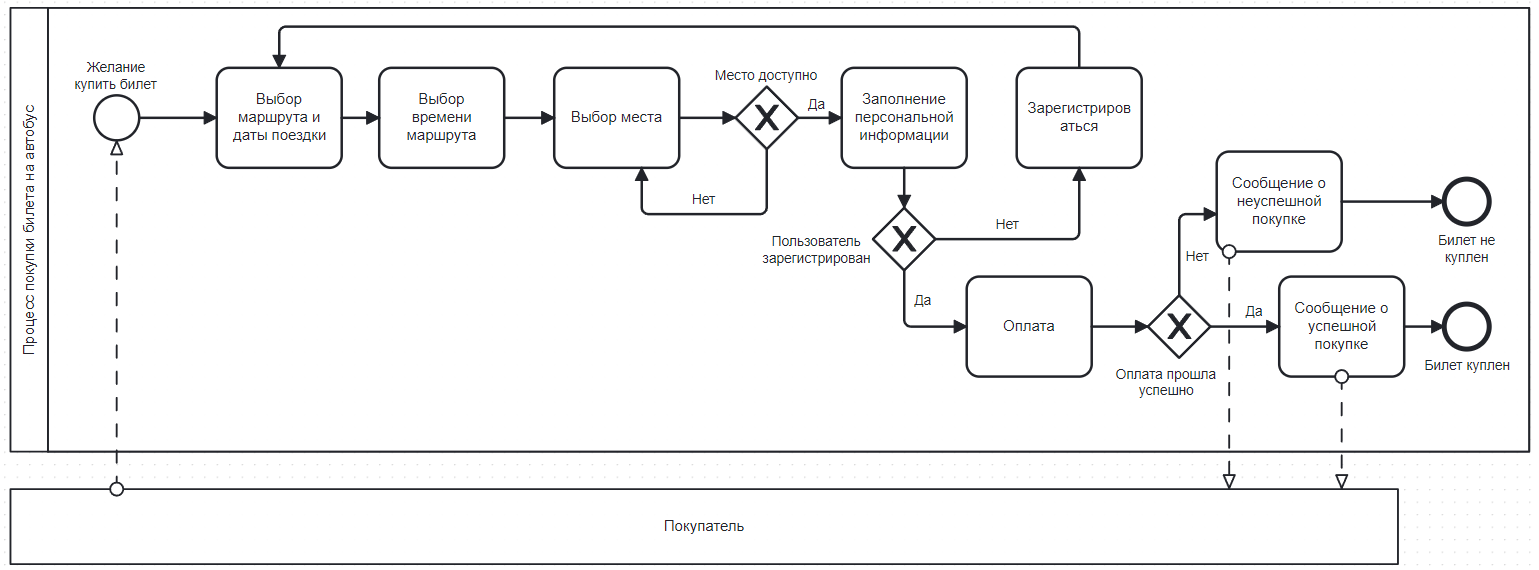 Процесс покупки билета на автобус
Желание
купить билет
Выбор
маршрута и
даты поездки
Выбор
времени
маршрута
Выбор места
Место доступно
Да
Нет
Заполнение
персональной
информации
Зарегистриров
аться
Пользователь
зарегистрирован
Нет
Да
Оплата
Оплата прошла
успешно
Нет
Да
Сообщение о
неуспешной
покупке
Билет не
куплен
Сообщение о
успешной
покупке
Билет куплен
Покупатель